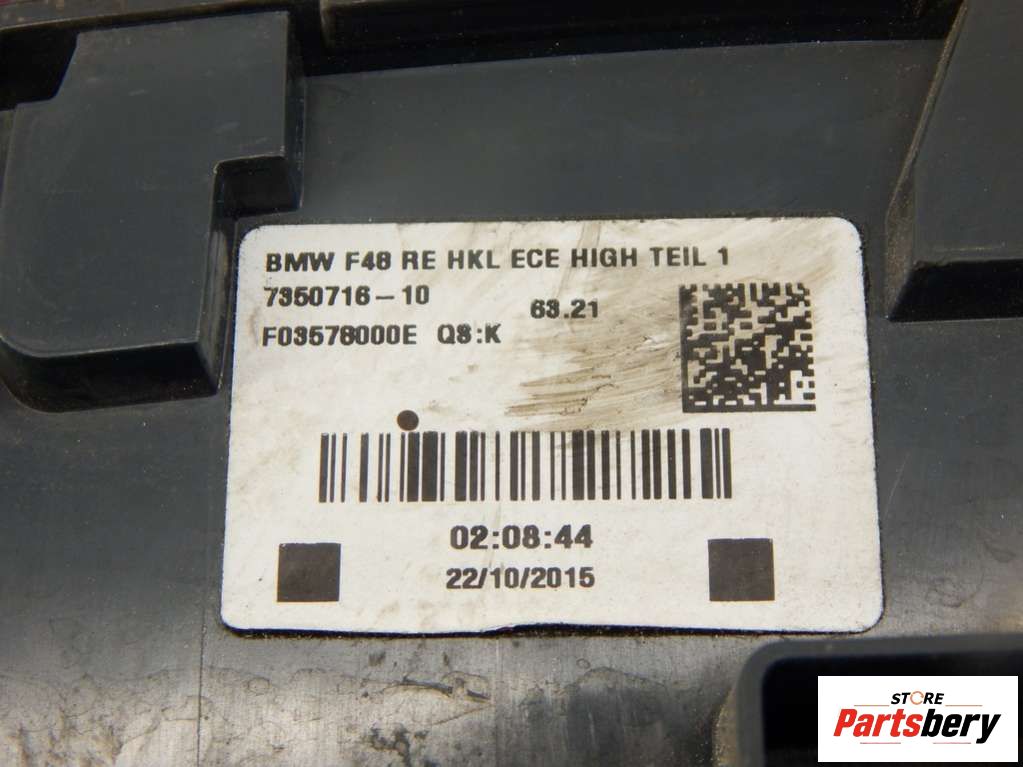 BMW F48 RE HKL ECE HIGH TEIL 1
7350716-10
63.21
F03578000E Q8:K
02:08:44
22/10/2015
STORE
Partsbery